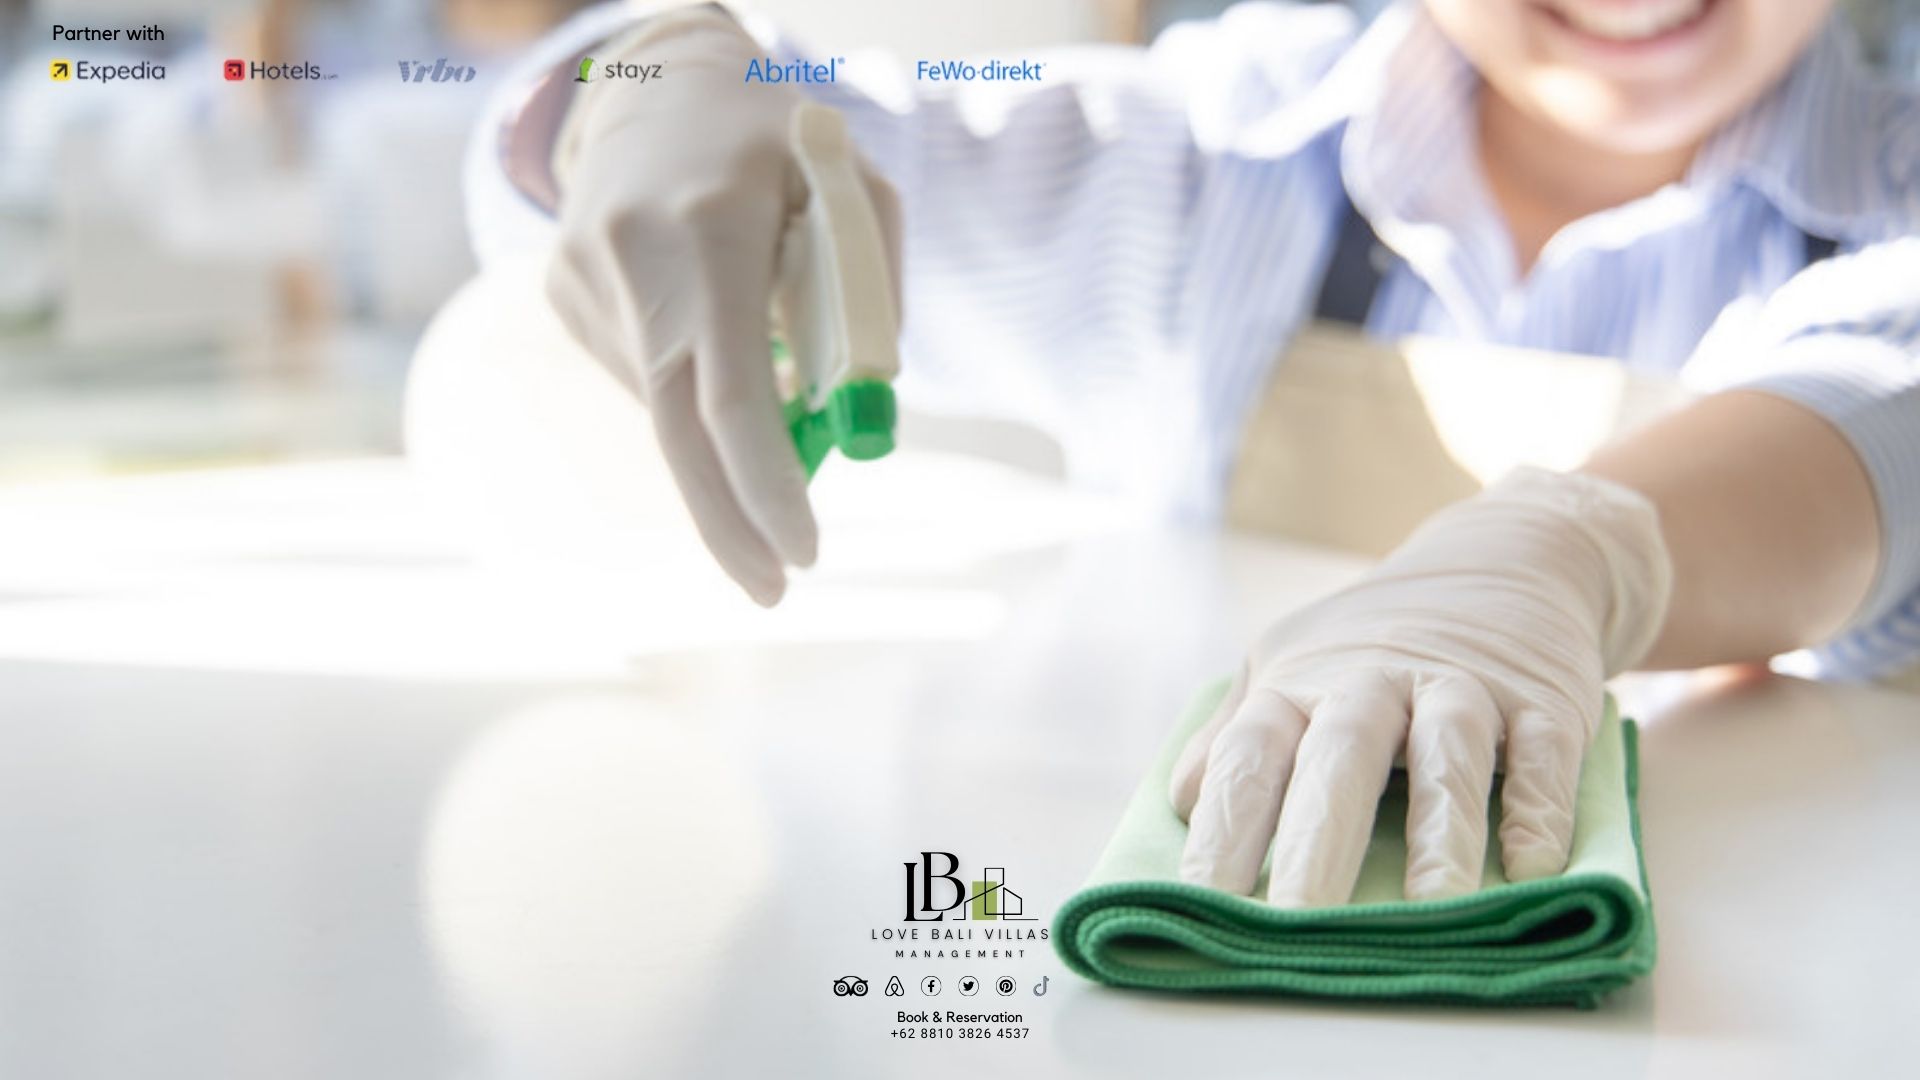 Partner with
Expedia
Hotels.com
Vrbo
stayz
Abritel®
FeWo-direkt®
LB
LOVE BALI VILLAS
MANAGEMENT
Book & Reservation
+62 8810 3826 4537